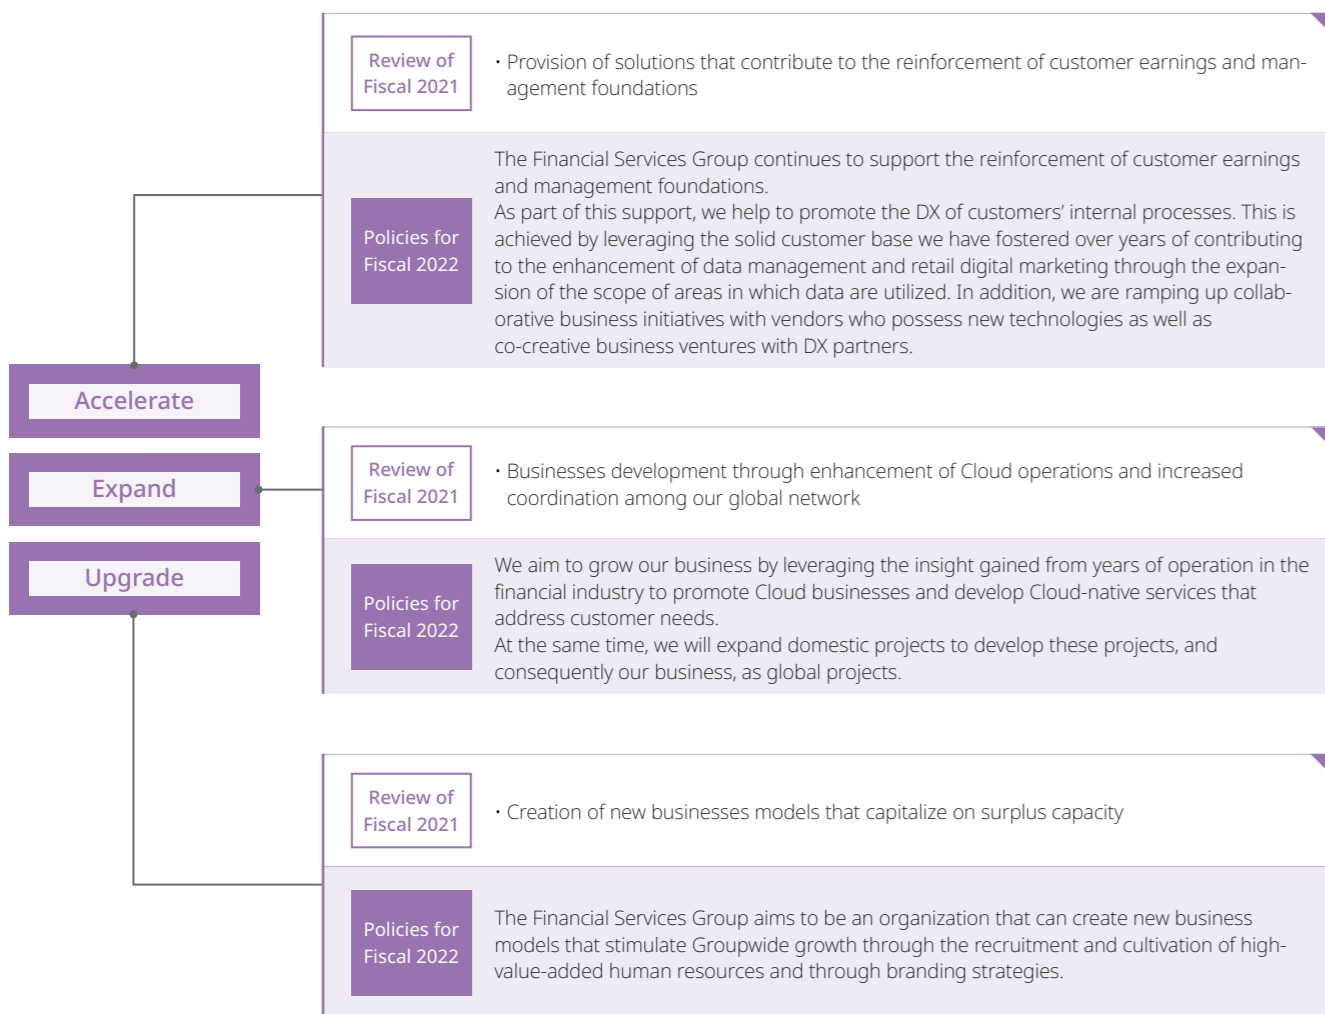 Review of
Fiscal 2021
・Provision of solutions that contribute to the reinforcement of customer earnings and man-
agement foundations
Policies for
Fiscal 2022
The Financial Services Group continues to support the reinforcement of customer earnings
and management foundations.
As part of this support, we help to promote the DX of customers’ internal processes. This is
achieved by leveraging the solid customer base we have fostered over years of contributing
to the enhancement of data management and retail digital marketing through the expan-
sion of the scope of areas in which data are utilized. In addition, we are ramping up collab-
orative business initiatives with vendors who possess new technologies as well as
co-creative business ventures with DX partners.
Accelerate
Expand
Upgrade
Review of
Fiscal 2021
・Businesses development through enhancement of Cloud operations and increased
coordination among our global network
Policies for
Fiscal 2022
We aim to grow our business by leveraging the insight gained from years of operation in the
financial industry to promote Cloud businesses and develop Cloud-native services that
address customer needs.
At the same time, we will expand domestic projects to develop these projects, and
consequently our business, as global projects.
Review of
Fiscal 2021
・Creation of new businesses models that capitalize on surplus capacity
Policies for
Fiscal 2022
The Financial Services Group aims to be an organization that can create new business
models that stimulate Groupwide growth through the recruitment and cultivation of high-
value-added human resources and through branding strategies.